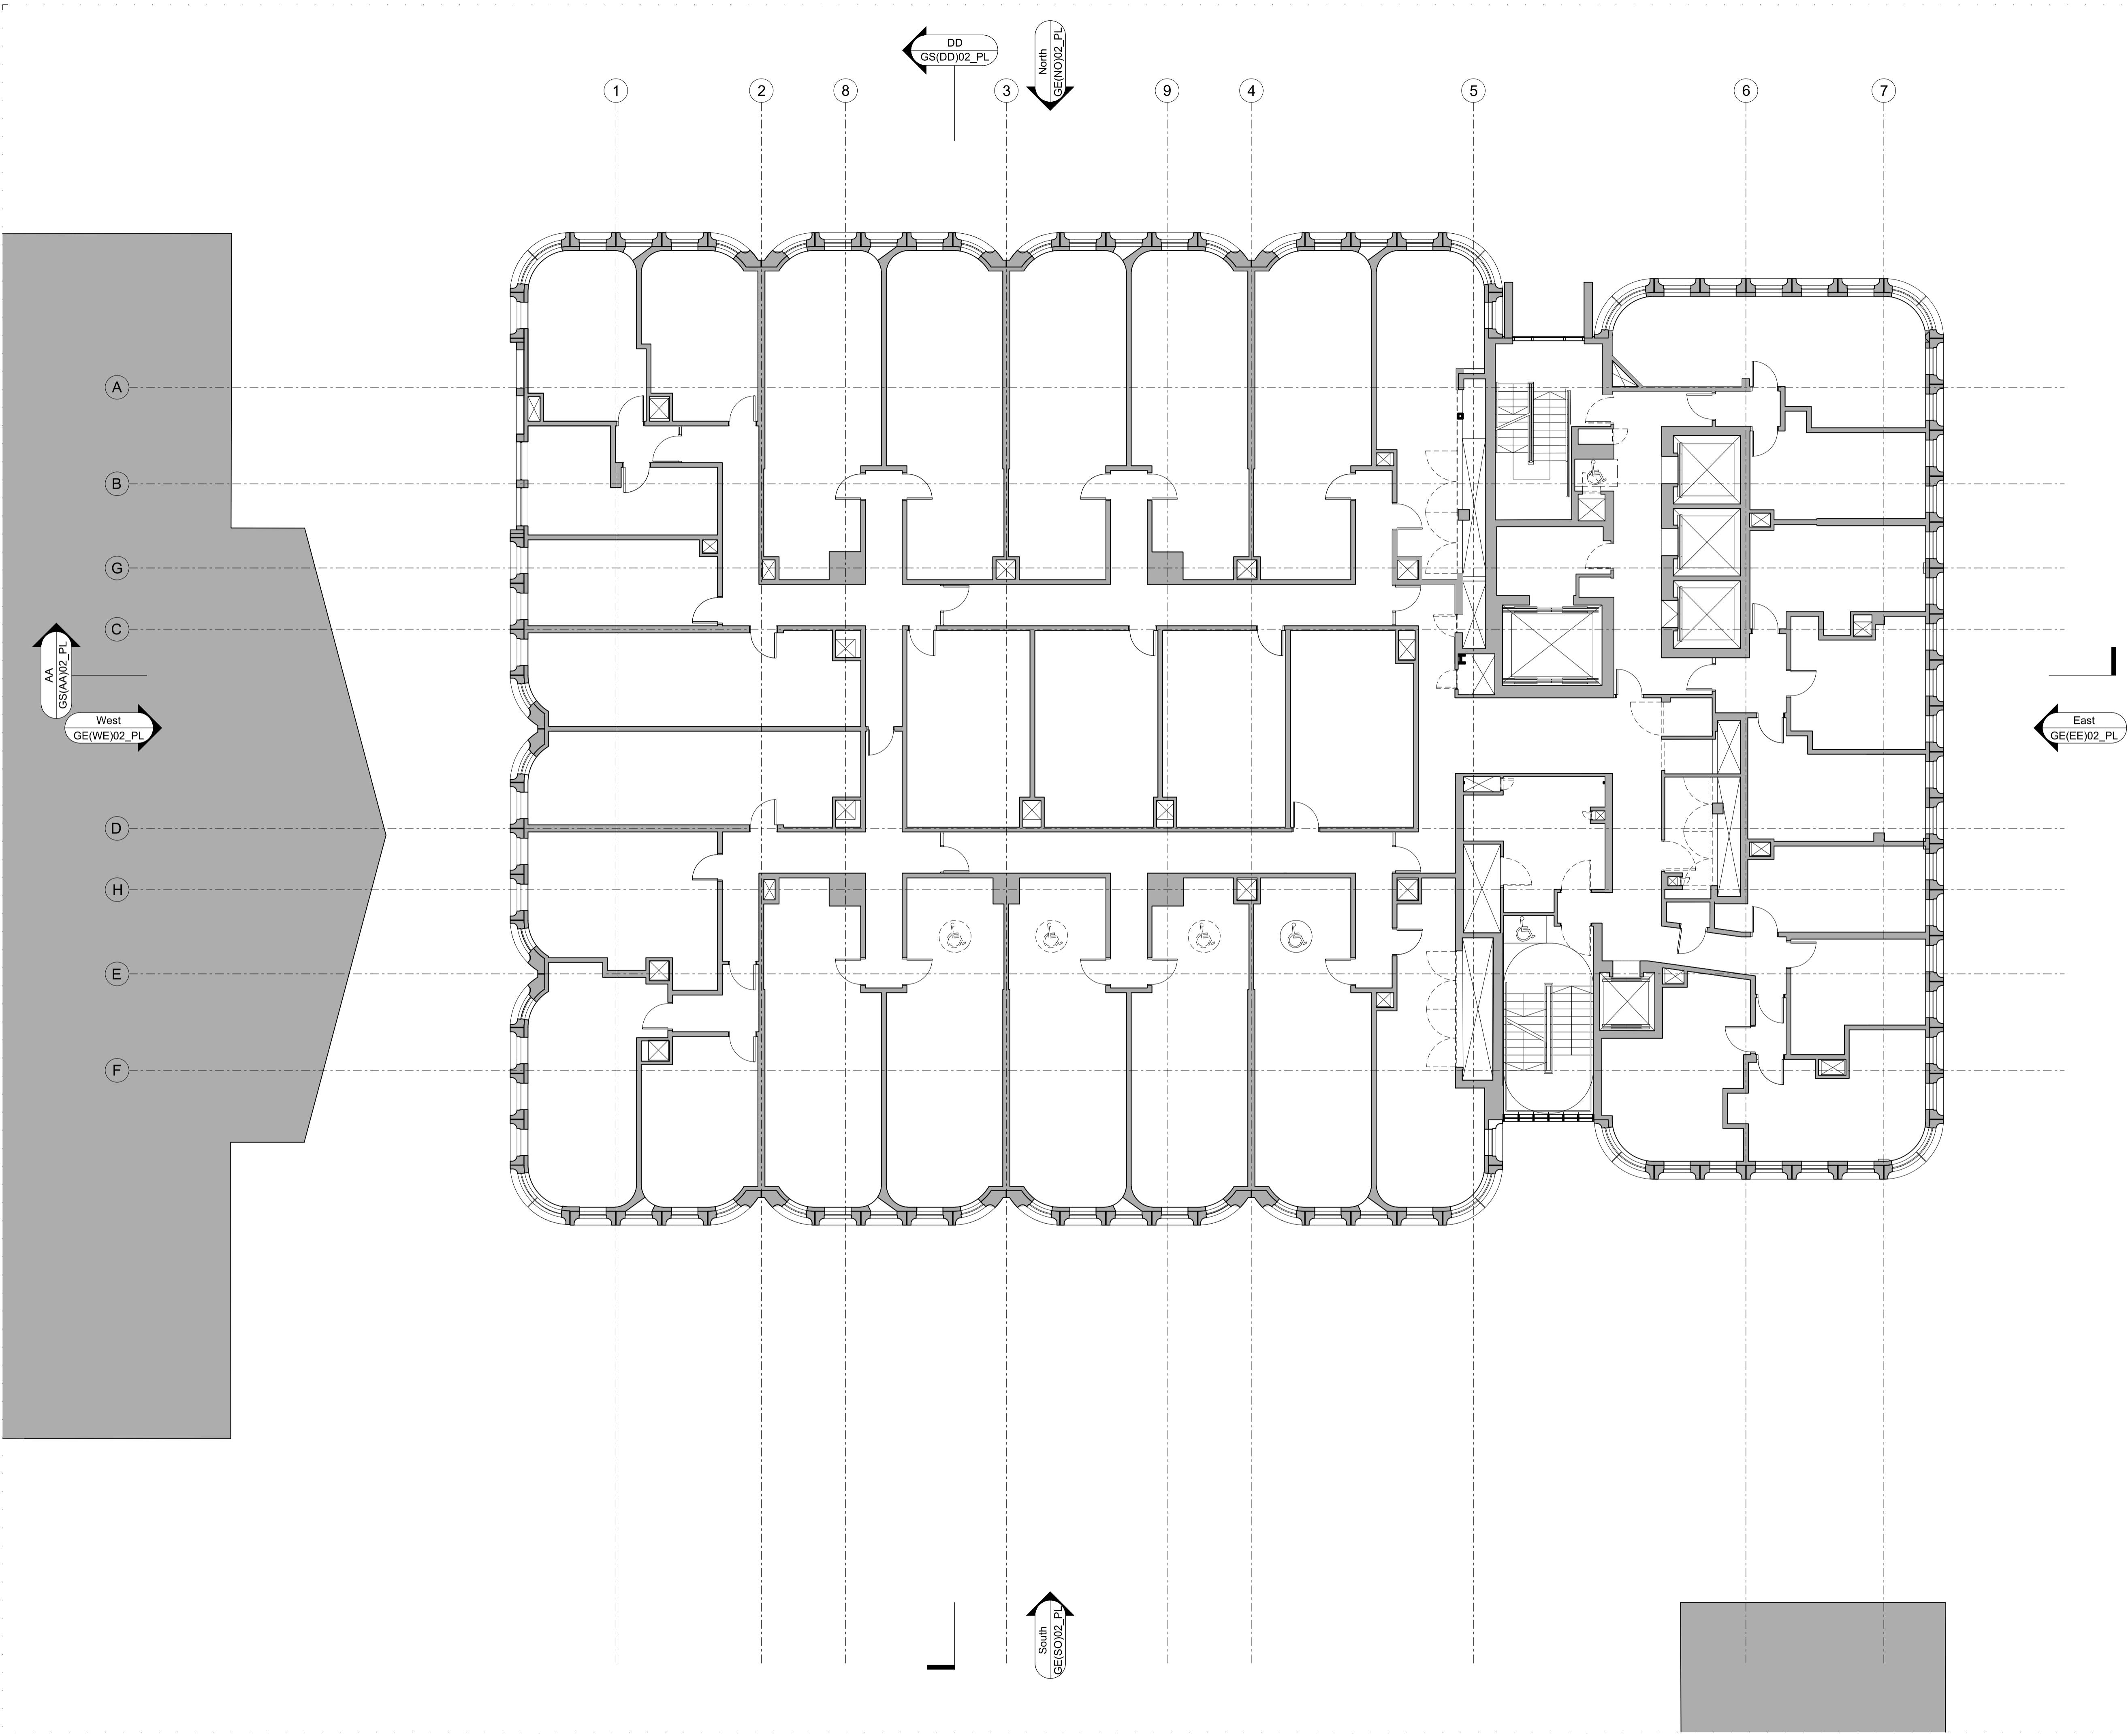 DD
GS(DD)02_PL
North
GE(NO)02_PL
1
2
8
3
9
4
5
6
7
A
B
G
C
AA
GS(AA)02_PL
West
GE(WE)02_PL
East
GE(EE)02_PL
D
H
E
F
South
GE(SO)02_PL